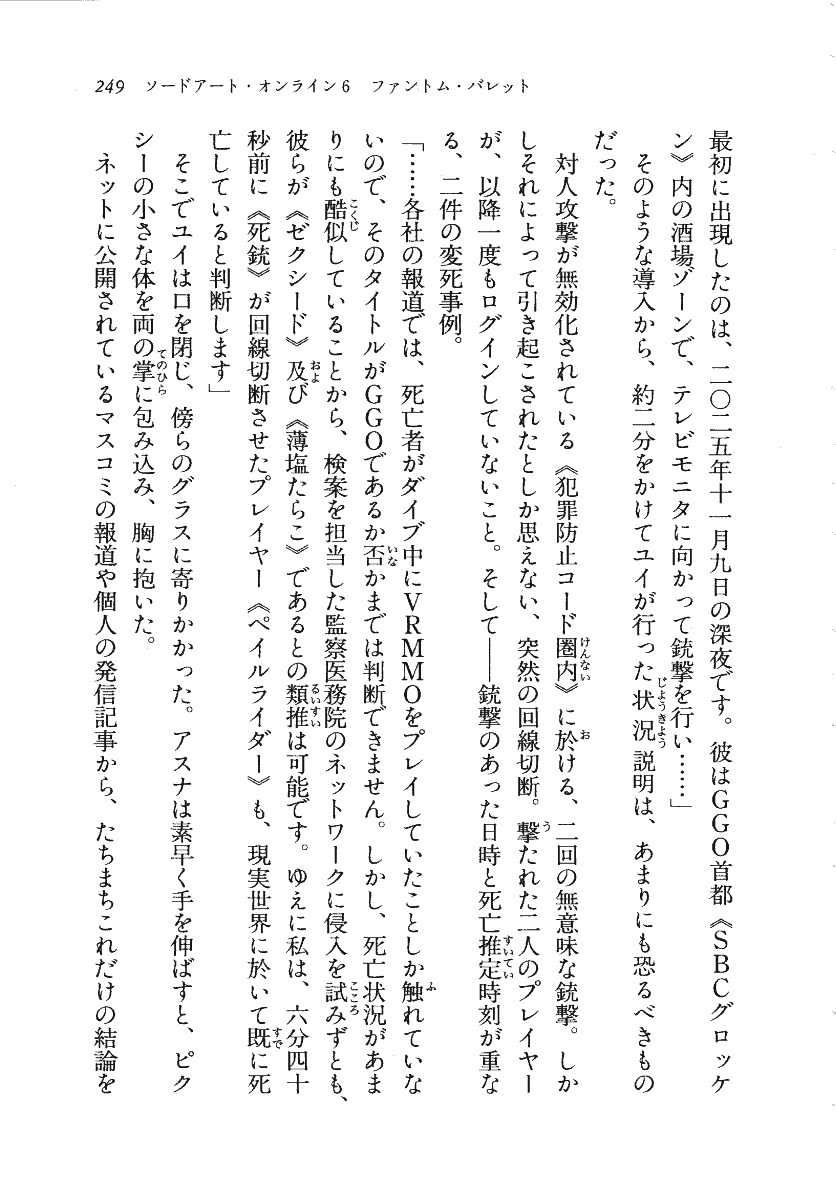 249　ソードアート・オンライン6　ファントム・バレット
最初に出現したのは、二〇二五年十一月九日の深夜です。彼はGGO首都《SBCグロッケ
ン》内の酒場ゾーンで、テレビモニタに向かって銃撃を行い……」
そのような導入から、約二分をかけてユイが行った状況説明は、あまりにも恐るべきもの
だった。
対人攻撃が無効化されている《犯罪防止コード圏内》に於ける、二回の無意味な銃撃。しか
しそれによって引き起こされたとしか思えない、突然の回線切断。撃たれた二人のプレイヤー
が、以降一度もログインしていないこと。そして――銃撃のあった日時と死亡推定時刻が重な
る、二件の変死事例。
「……各社の報道では、死亡者がダイブ中にVRMMOをプレイしていたことしか触れていな
いので、そのタイトルがGGOであるか否かまでは判断できません。しかし、死亡状況があま
りにも酷似していることから、検案を担当した監察医務院のネットワークに侵入を試みずとも、
彼らが《ゼクシード》及び《薄塩たらこ》であるとの類推は可能です。ゆえに私は、六分四十
秒前に《死銃》が回線切断させたプレイヤー《ペイルライダー》も、現実世界に於いて既に死
亡していると判断します」
そこでユイは口を閉じ、傍らのグラスに寄りかかった。アスナは素早く手を伸ばすと、ピク
シーの小さな体を両の掌に包み込み、胸に抱いた。
ネットに公開されているマスコミの報道や個人の発信記事から、たちまちこれだけの結論を